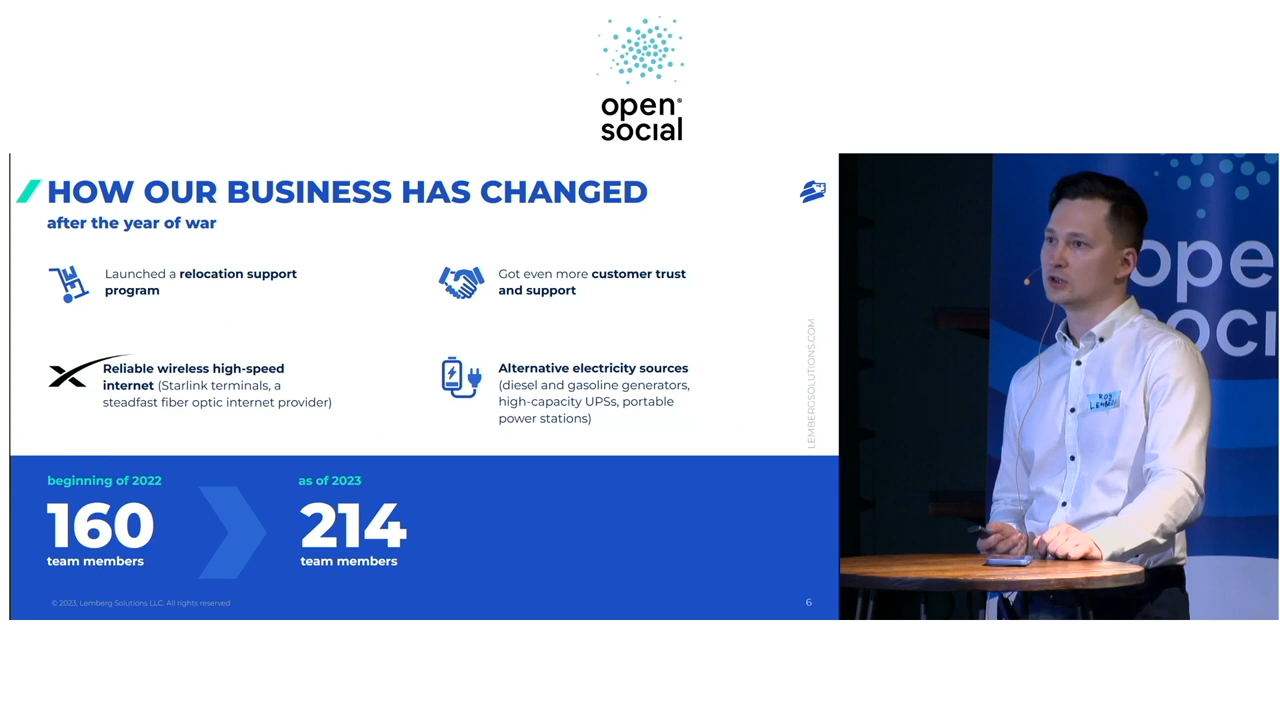 open®
social
HOW OUR BUSINESS HAS CHANGED
after the year of war
Launched a relocation support
program
Got even more customer trust
and support
Reliable wireless high-speed
internet (Starlink terminals, a
steadfast fiber optic internet provider)
Alternative electricity sources
(diesel and gasoline generators,
high-capacity UPSs, portable
power stations)
LEMBERGSOLUTIONS.COM
beginning of 2022
160
team members
as of 2023
214
team members
© 2023, Lemberg Solutions LLC. All rights reserved
6
ope
oci
ROY
LEMBERG